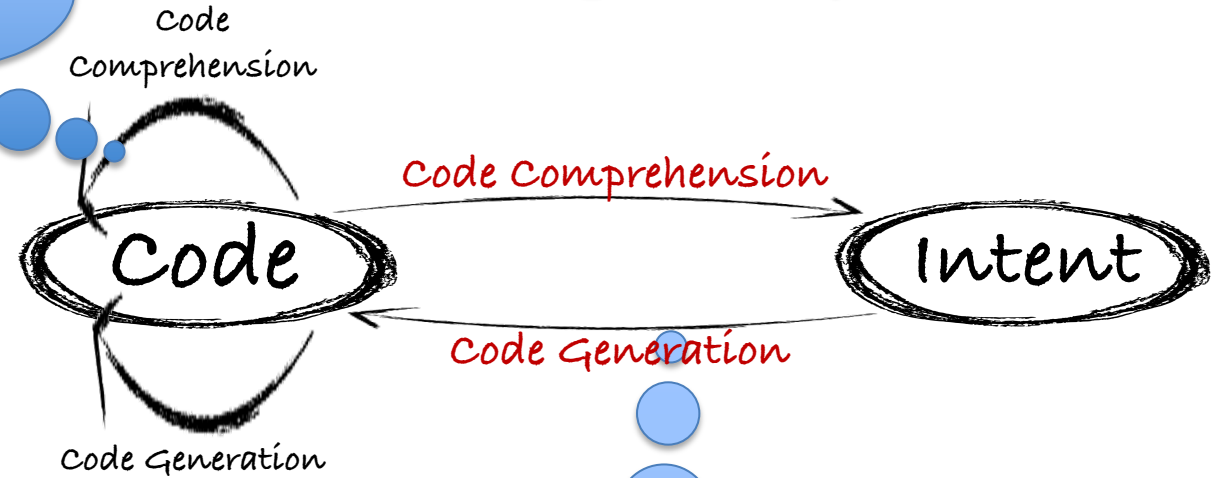 Code
Comprehension
Code Comprehension
Code
Intent
Code Generation
Code Generation